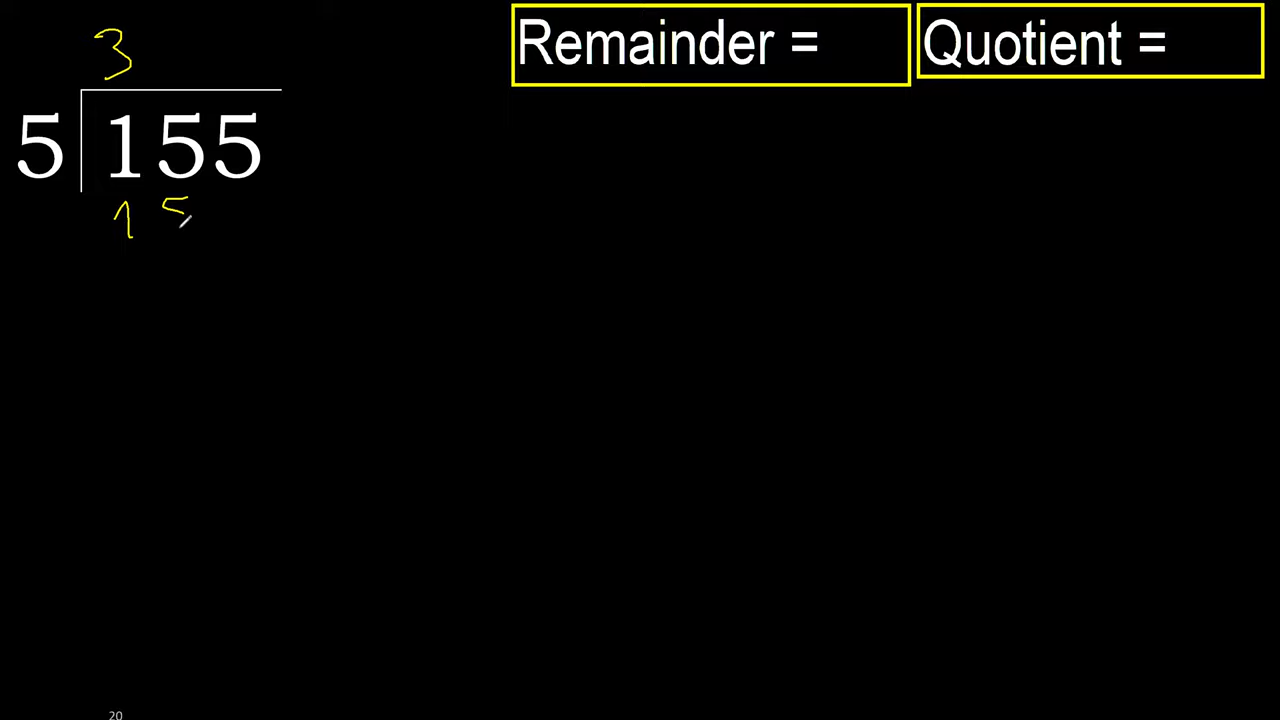 Remainder =
Quotient =
3
5 155
15
20